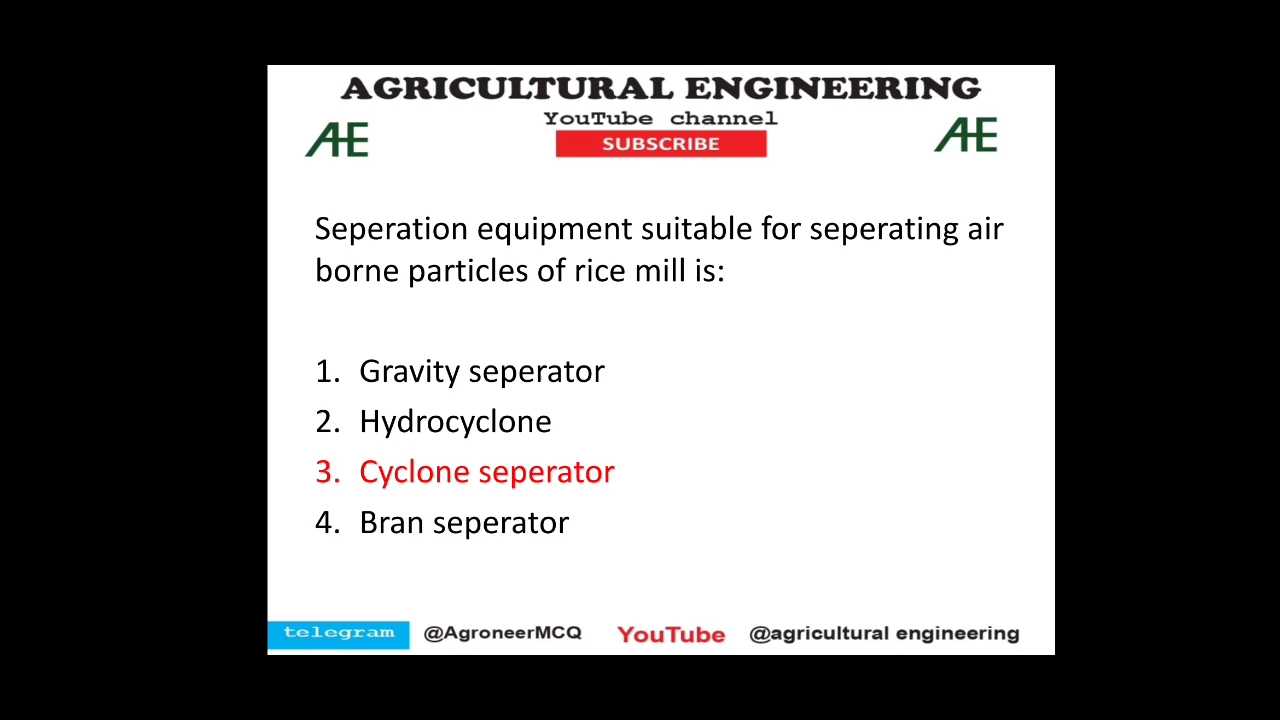 AGRICULTURAL ENGINEERING
YouTube channel
AE
SUBSCRIBE
AE
Seperation equipment suitable for seperating air
borne particles of rice mill is:
1. Gravity seperator
2. Hydrocyclone
3. Cyclone seperator
4. Bran seperator
telegram @AgroneerMCQ YouTube @agricultural engineering